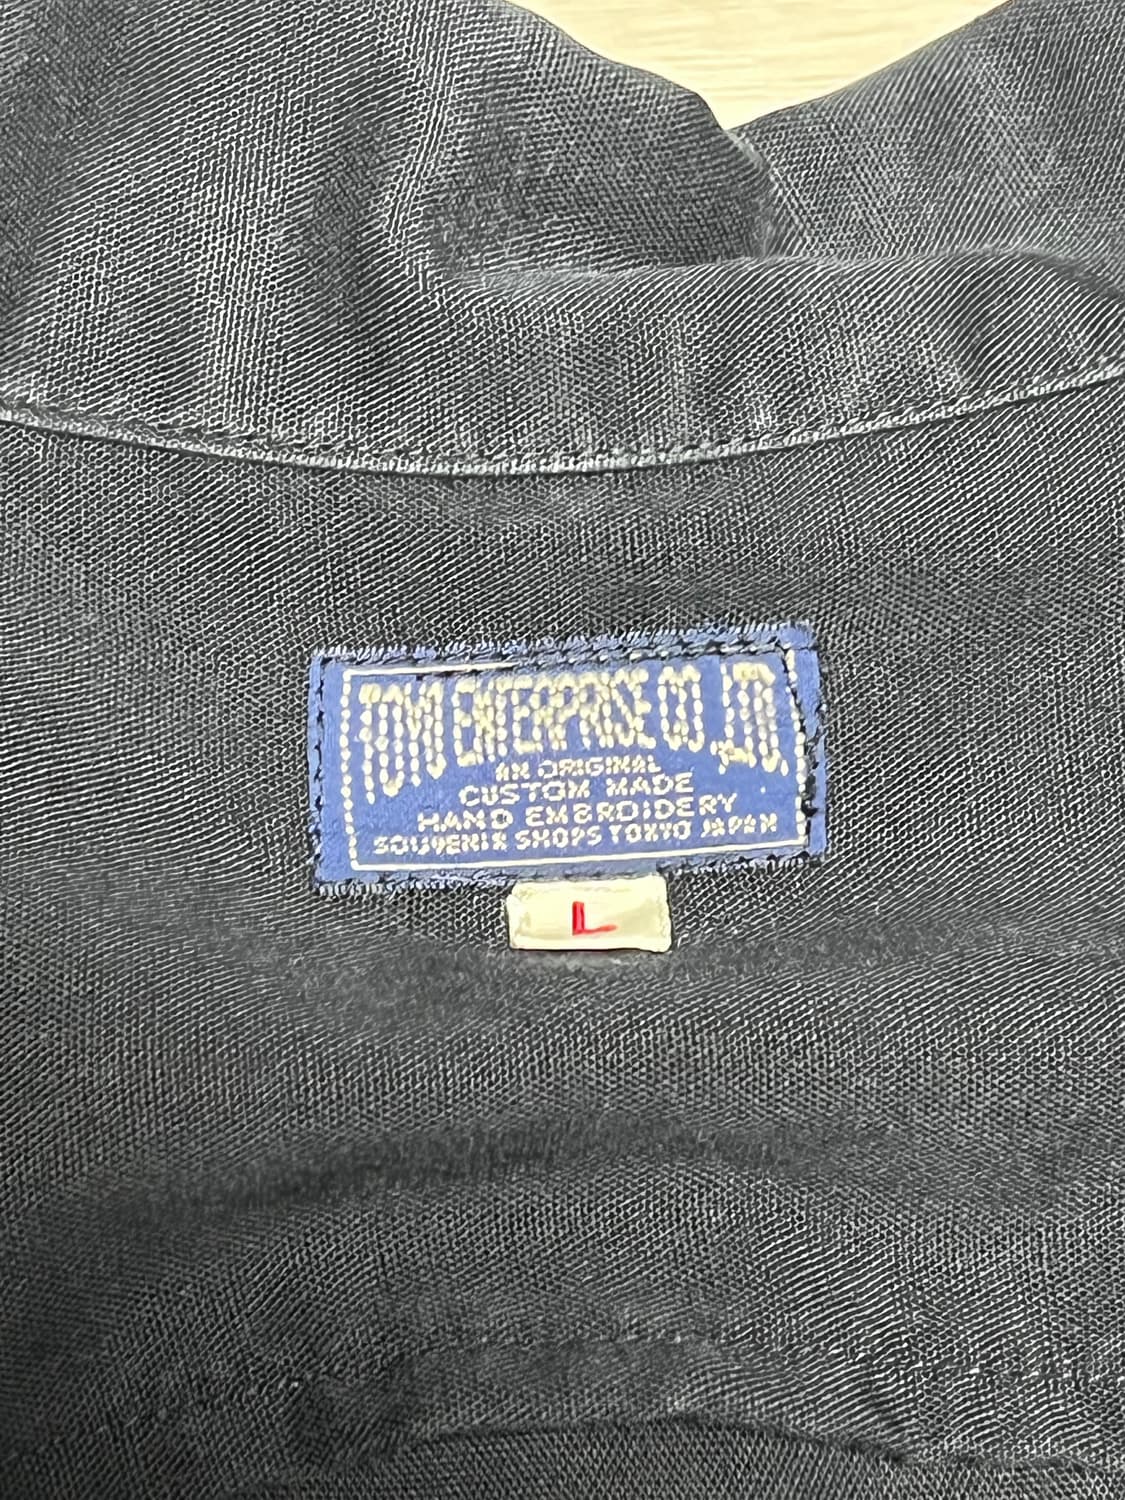 TOYO ENTERPRISE CO.,LTD.
AN ORIGINAL
CUSTOM MADE
HAND EMBROIDERY
SOUVENIR SHOPS TOKYO JAPAN
L